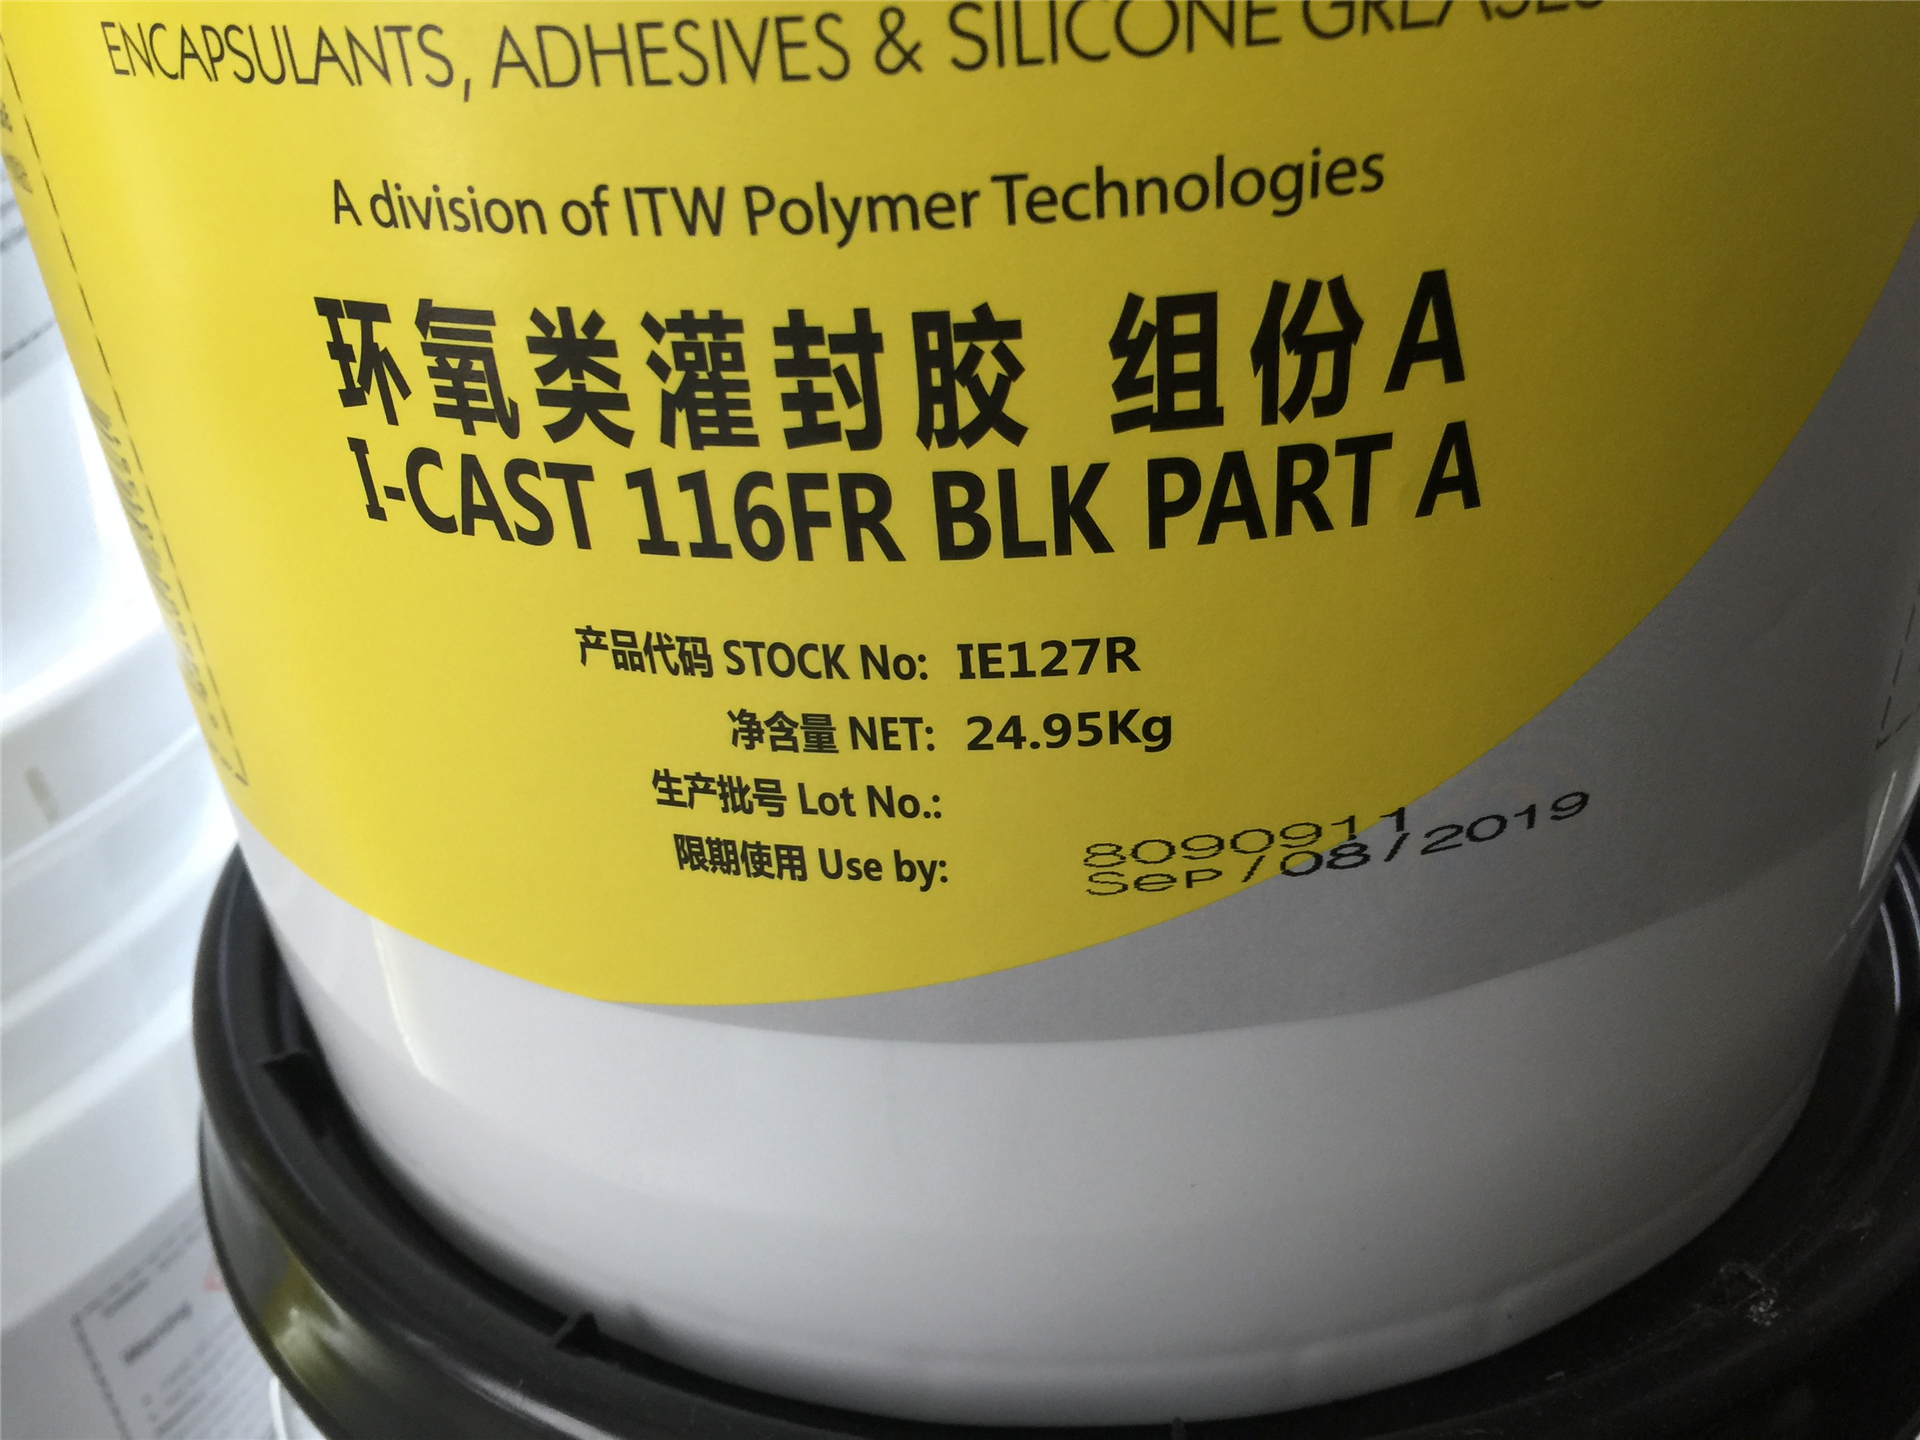 ENCAPSULANTS, ADHESIVES & SILICONE GREASES
A division of ITW Polymer Technologies
环氧类灌封胶 组份A
I-CAST 116FR BLK PART A
产品代码 STOCK No: IE127R
净含量 NET: 24.95Kg
生产批号 Lot No.:
8090911
限期使用 Use by:
Sep/08/2019